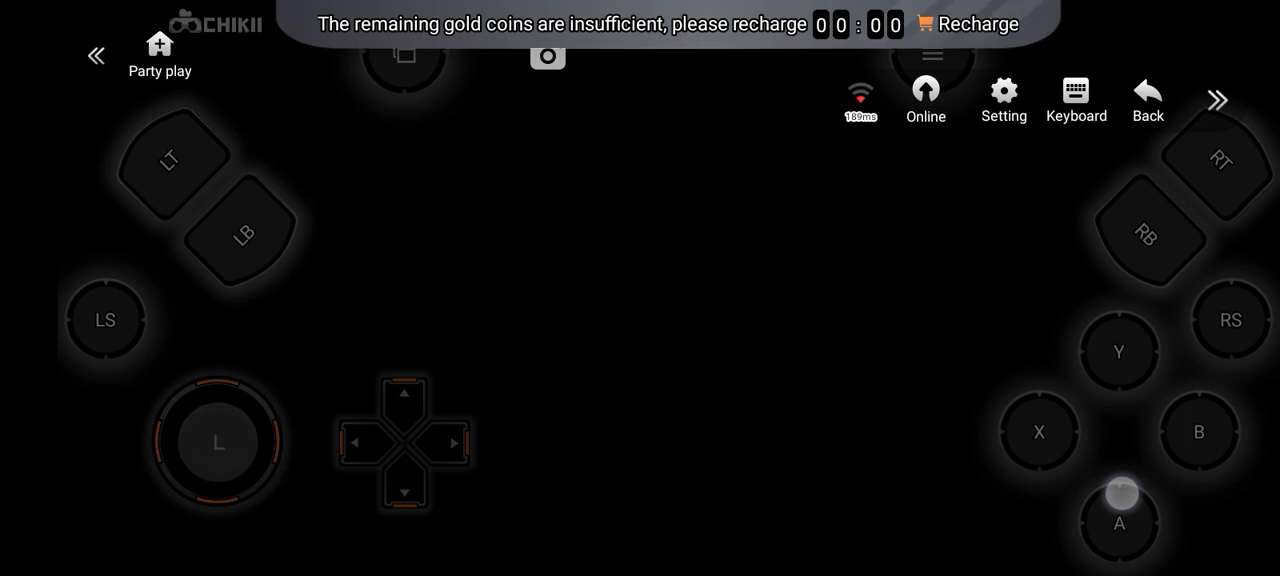 CHIKII
The remaining gold coins are insufficient, please recharge 00:00 Recharge
Party play
189ms
Online
Setting
Keyboard
Back
LT
RT
LB
RB
LS
RS
Y
L
X
B
A